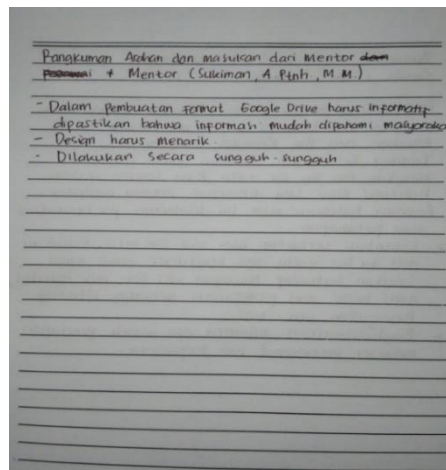 Rangkuman Arahan dan masukan dari Mentor
+ Mentor (Sukiman, A.Ptnh, M.M.)
- Dalam Pembuatan format Google Drive harus informatif
dipastikan bahwa informasi mudah dipahami masyarakat
- Design harus menarik.
- Dilakukan secara sungguh-sungguh